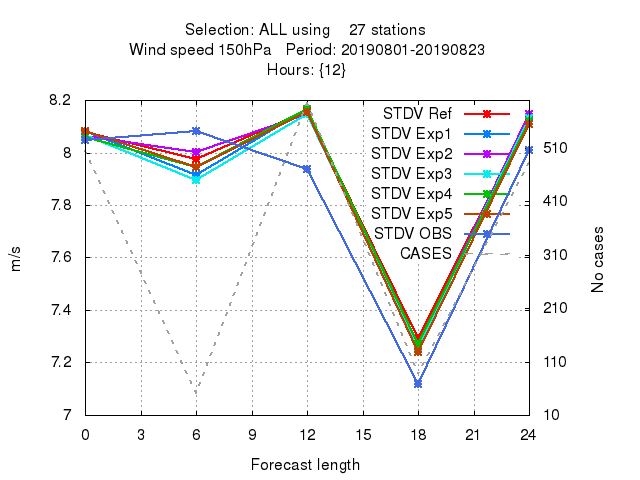 Selection: ALL using 27 stations
Wind speed 150hPa Period: 20190801-20190823
Hours: {12}
8.2
8
7.8
7.6
7.4
7.2
7
m/s
STDV Ref
STDV Exp1
STDV Exp2
STDV Exp3
STDV Exp4
STDV Exp5
STDV OBS
CASES
510
410
310
210
110
10
No cases
0 3 6 9 12 15 18 21 24
Forecast length